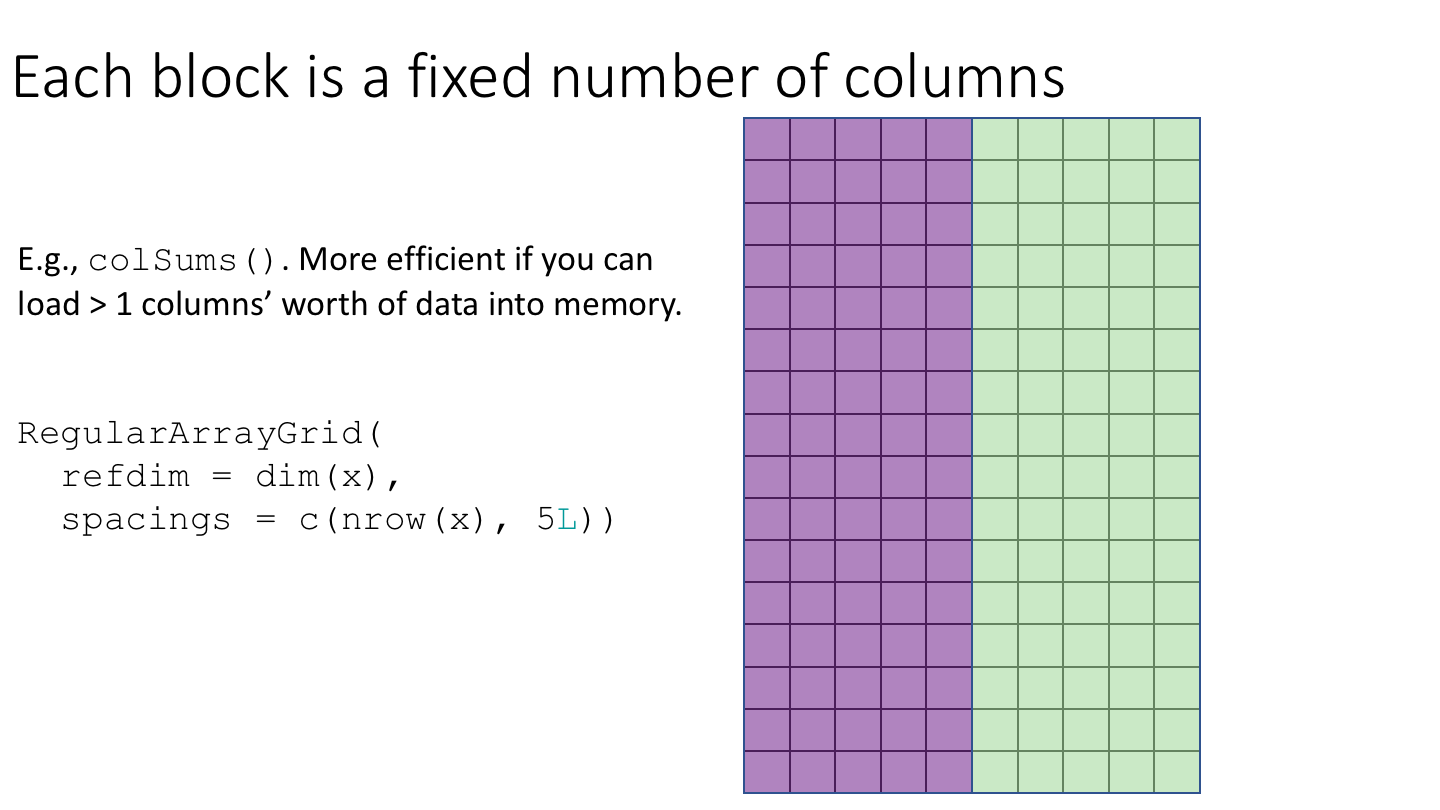 Each block is a fixed number of columns
E.g., colSums(). More efficient if you can
load > 1 columns’ worth of data into memory.
RegularArrayGrid(
  refdim = dim(x),
  spacings = c(nrow(x), 5L))